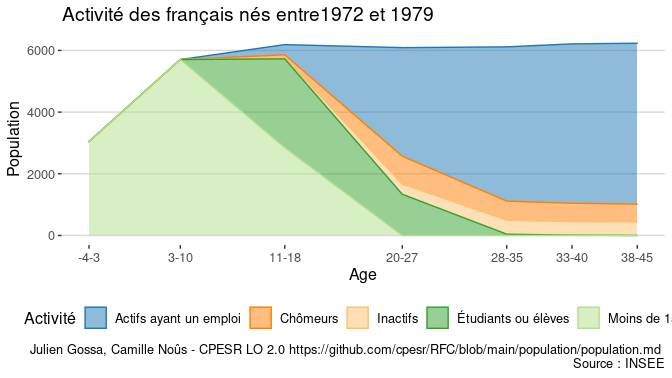 Activité des français nés entre1972 et 1979
Population
6000
4000
2000
0
-4-3
3-10
11-18
20-27
28-35
33-40
38-45
Age
Activité
Actifs ayant un emploi
Chômeurs
Inactifs
Étudiants ou élèves
Moins de 1
Julien Gossa, Camille Noûs - CPESR LO 2.0 https://github.com/cpesr/RFC/blob/main/population/population.md
Source : INSEE